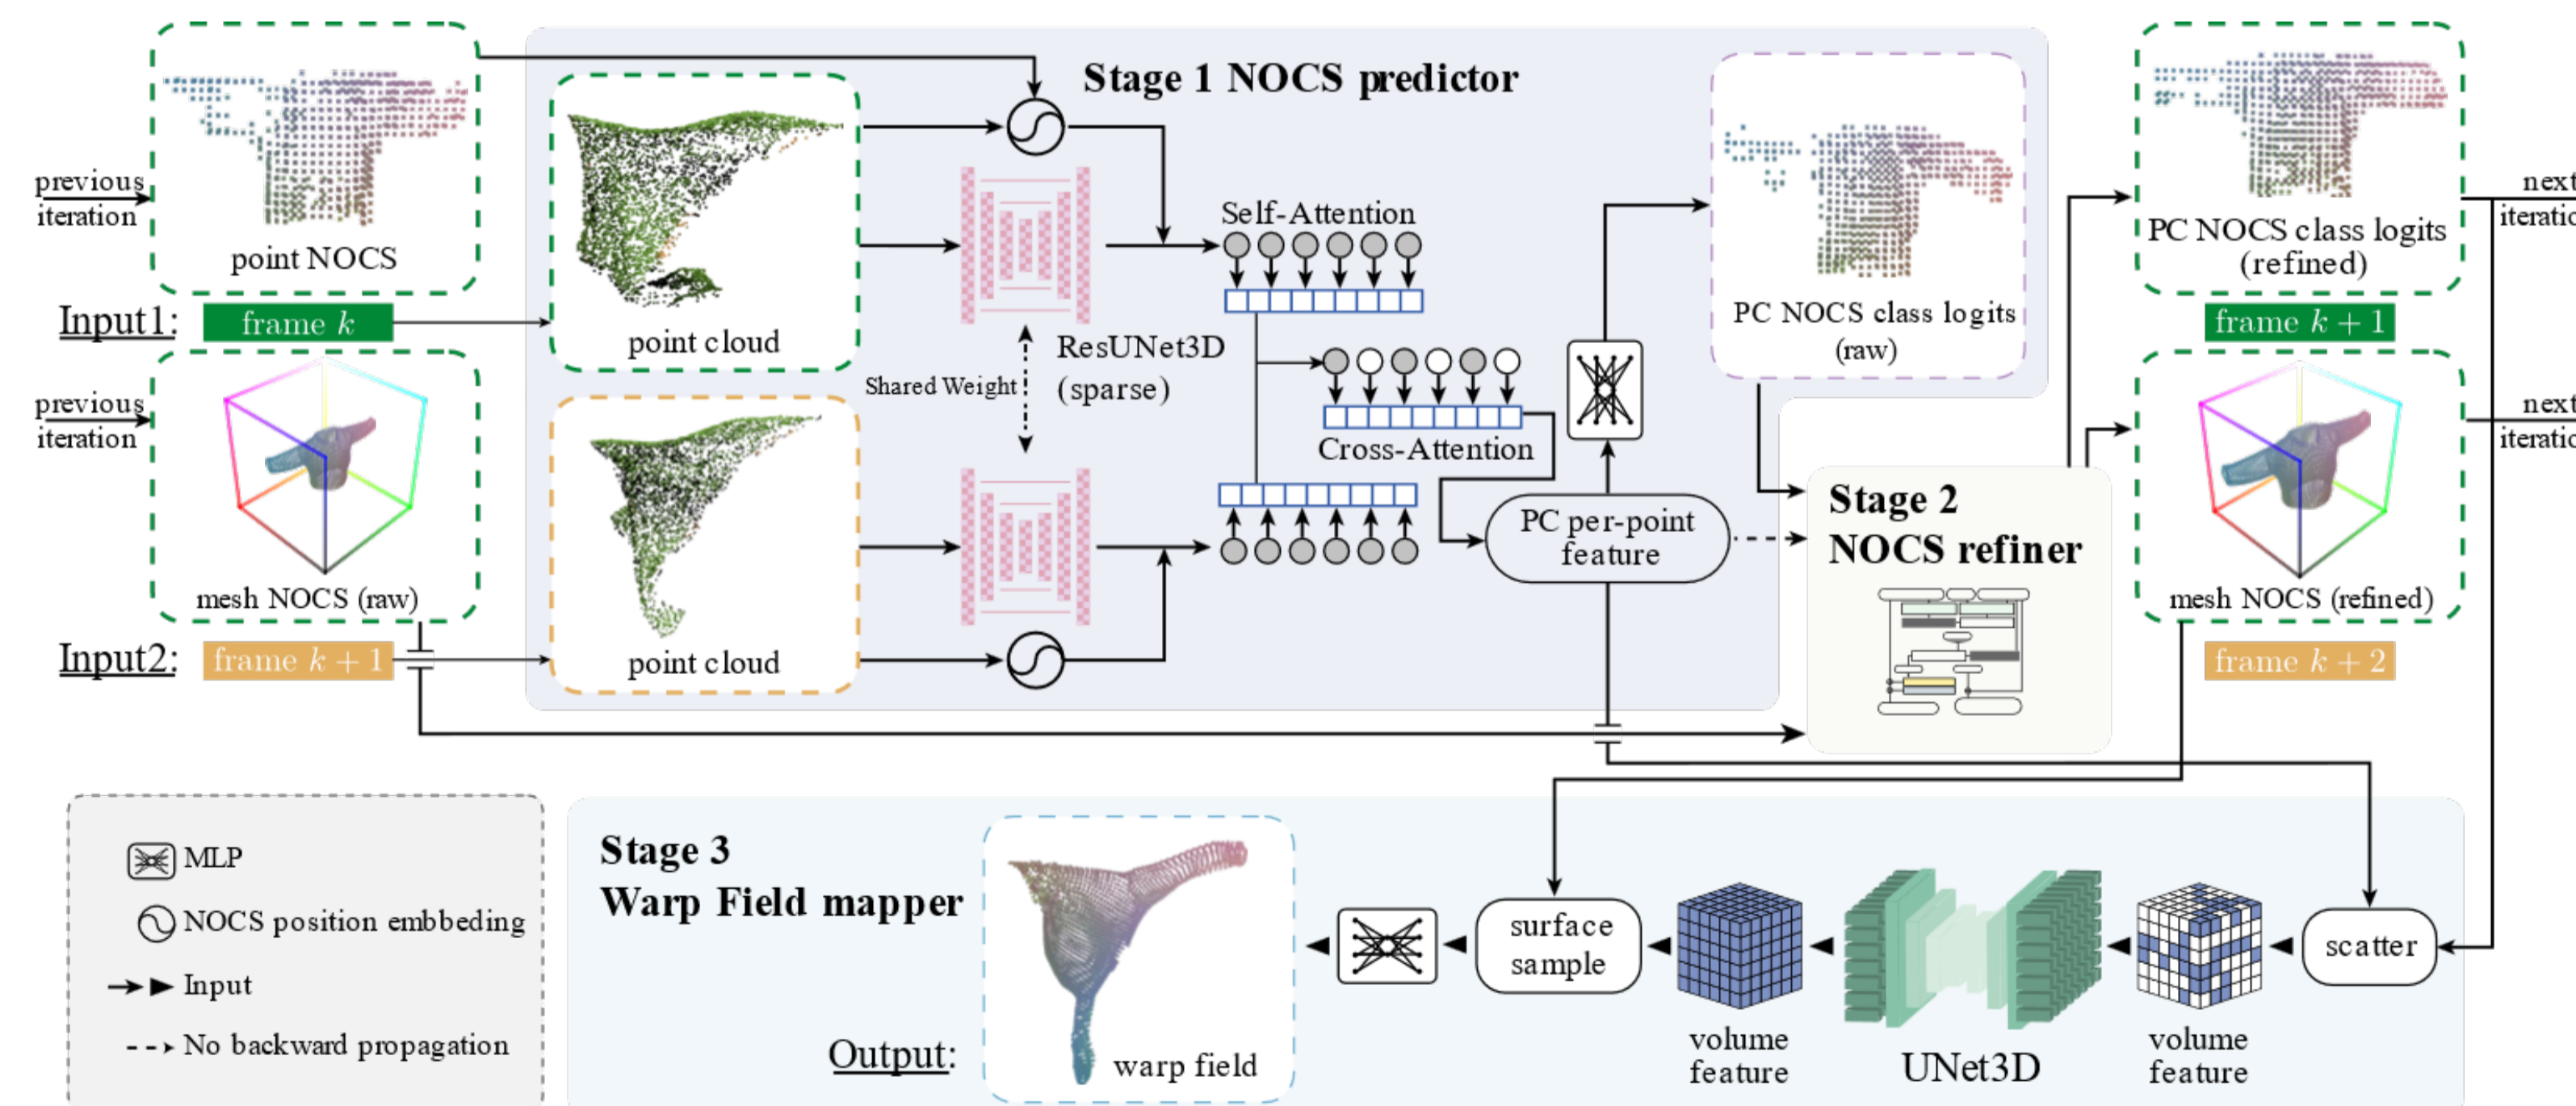 previous
iteration
point NOCS
Input1:
frame k
previous
iteration
mesh NOCS (raw)
Input2:
frame k + 1
Stage 1 NOCS predictor
point cloud
Shared Weight
ResUNet3D
(sparse)
point cloud
Self-Attention
Cross-Attention
PC per-point
feature
PC NOCS class logits
(raw)
Stage 2
NOCS refiner
PC NOCS class logits
(refined)
frame k + 1
mesh NOCS (refined)
frame k + 2
next
iteratio
next
iteratio
MLP
NOCS position embbeding
Input
No backward propagation
Stage 3
Warp Field mapper
Output:
warp field
surface
sample
volume
feature
UNet3D
volume
feature
scatter